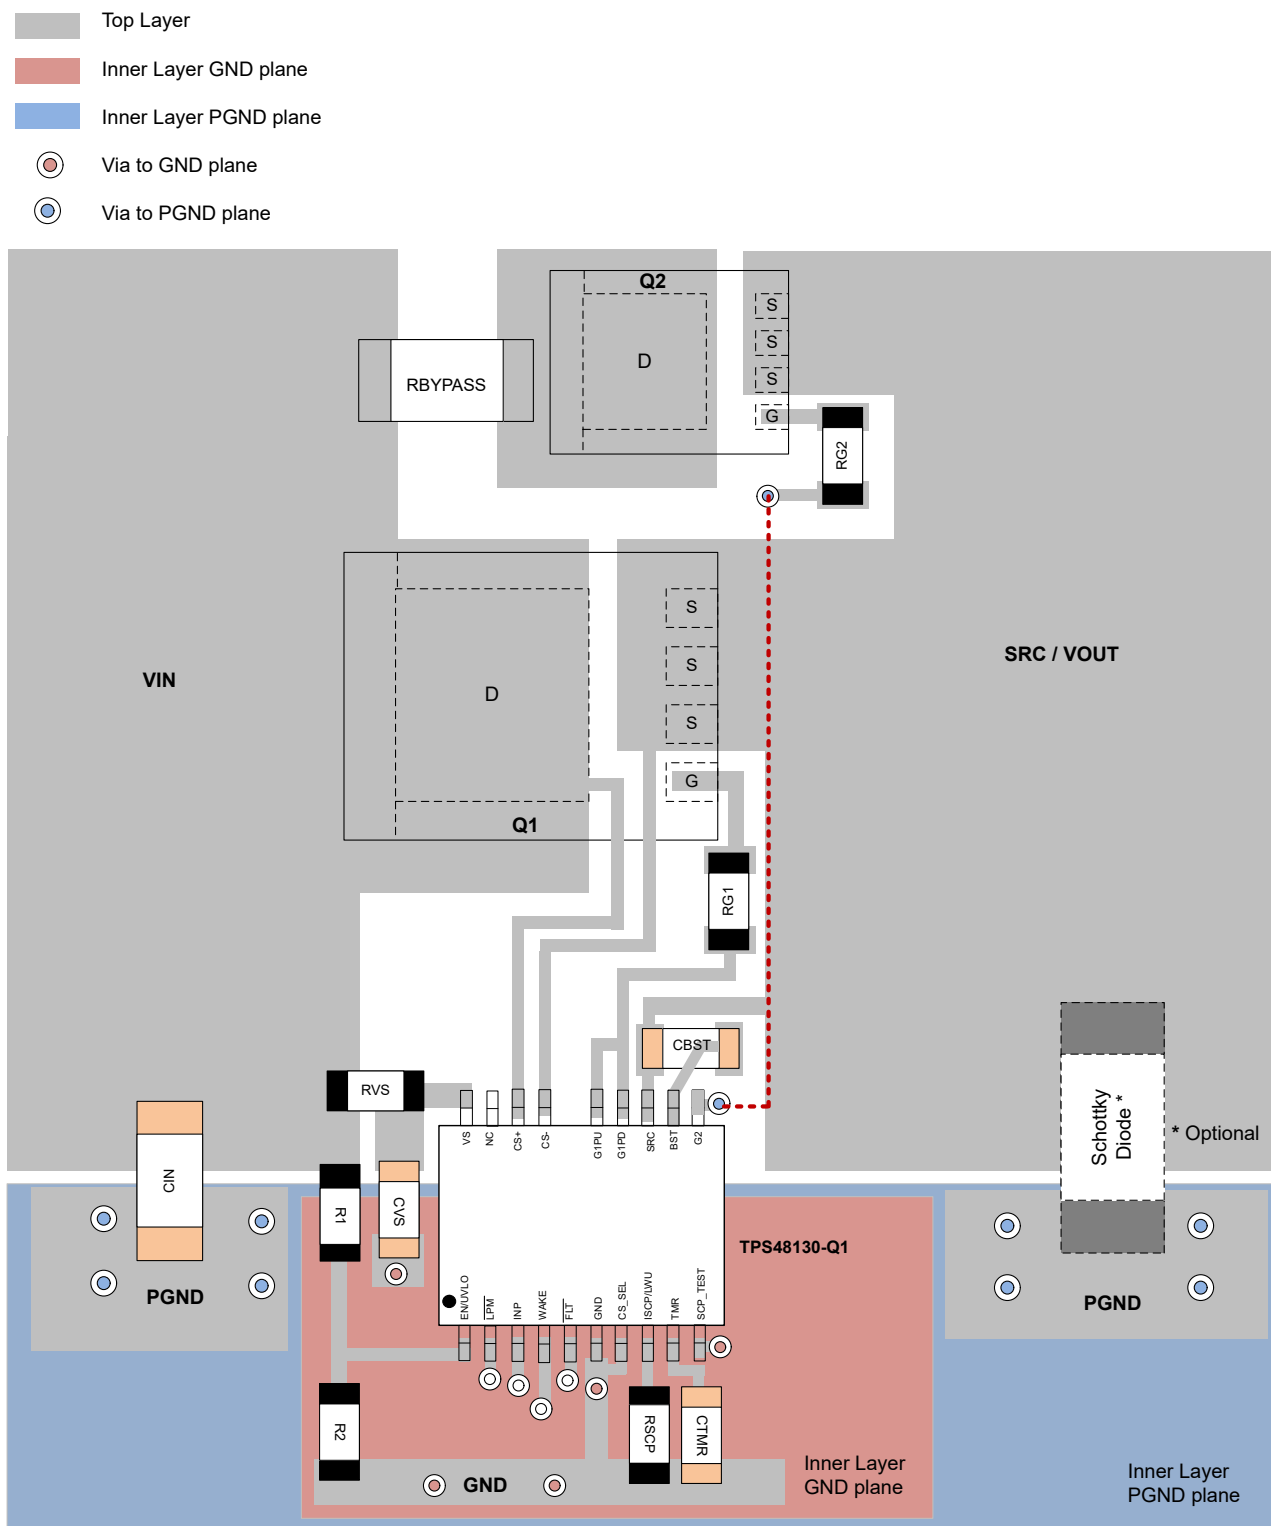 Top Layer
Inner Layer GND plane
Inner Layer PGND plane
Via to GND plane
Via to PGND plane
Q2
S
S
S
D
G
RBYPASS
RG2
S
S
S
D
G
Q1
VIN
SRC / VOUT
RG1
CBST
RVS
VS
NC
CS+
CS-
G1PU
G1PD
SRC
BST
G2
Schottky
Diode *
* Optional
CIN
R1
CVS
TPS48130-Q1
PGND
PGND
EN/UVLO
LPM
INP
WAKE
FLT
GND
CS_SEL
ISCP/LWU
TMR
SCP_TEST
R2
RSCP
CTMR
GND
Inner Layer
GND plane
Inner Layer
PGND plane